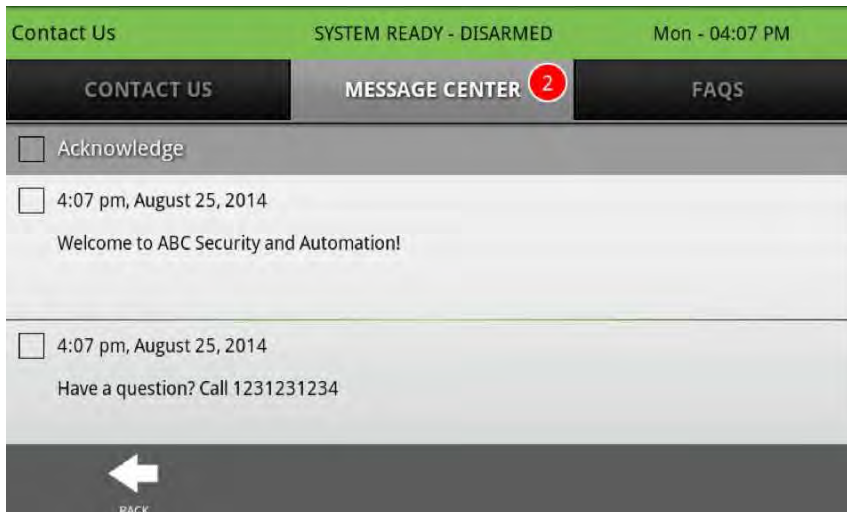 Contact Us SYSTEM READY - DISARMED Mon - 04:07 PM
CONTACT US MESSAGE CENTER 2 FAQS
Acknowledge
4:07 pm, August 25, 2014
Welcome to ABC Security and Automation!
4:07 pm, August 25, 2014
Have a question? Call 1231231234
BACK